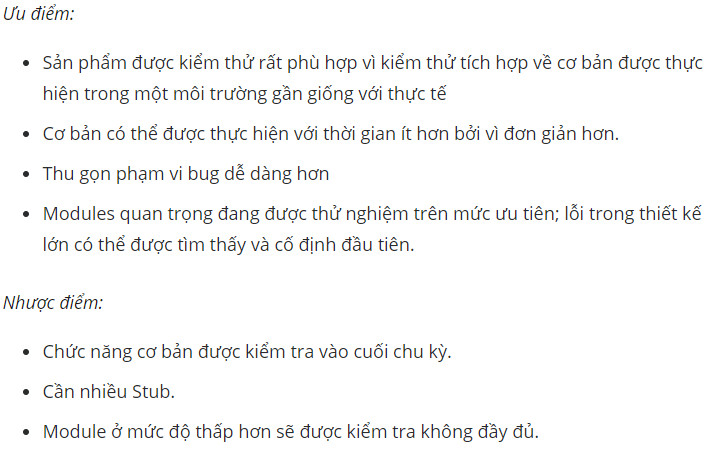 Ưu điểm:
Sản phẩm được kiểm thử rất phù hợp vì kiểm thử tích hợp về cơ bản được thực
hiện trong một môi trường gần giống với thực tế
Cơ bản có thể được thực hiện với thời gian ít hơn bởi vì đơn giản hơn.
Thu gọn phạm vi bug dễ dàng hơn
Modules quan trọng đang được thử nghiệm trên mức ưu tiên; lỗi trong thiết kế
lớn có thể được tìm thấy và cố định đầu tiên.
Nhược điểm:
Chức năng cơ bản được kiểm tra vào cuối chu kỳ.
Cần nhiều Stub.
Module ở mức độ thấp hơn sẽ được kiểm tra không đầy đủ.